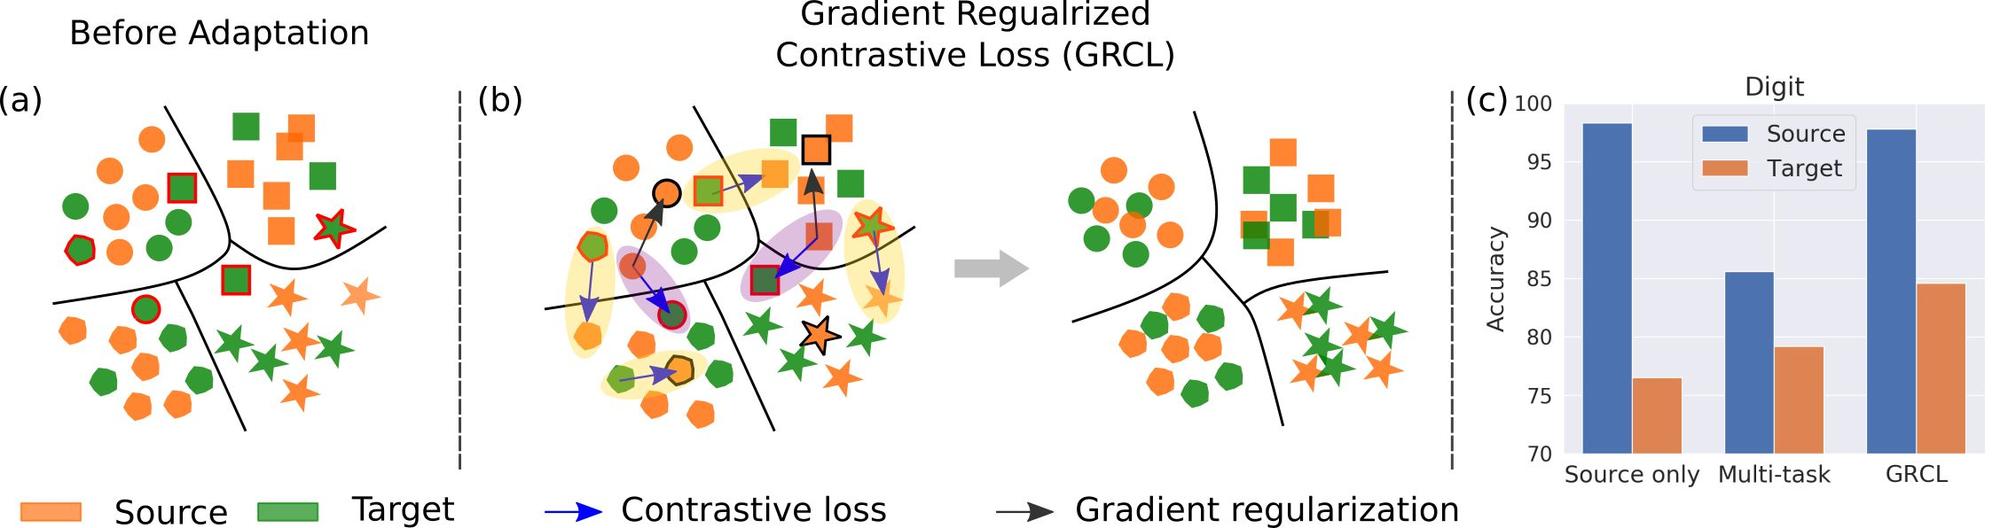 Before Adaptation
Gradient Regualrized
Contrastive Loss (GRCL)
(a)
(b)
(c)
Digit
100
95
90
85
80
75
70
Accuracy
Source
Target
Source only
Multi-task
GRCL
Source
Target
Contrastive loss
Gradient regularization